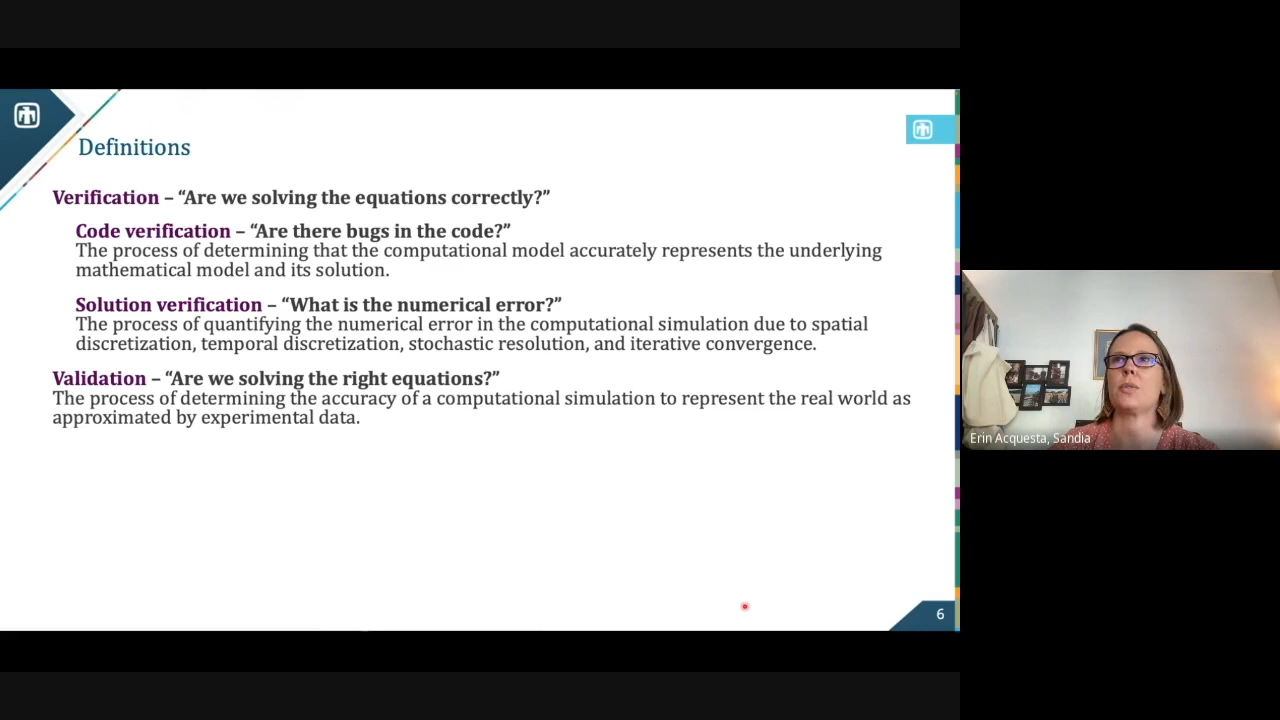 Definitions
Verification – “Are we solving the equations correctly?”
Code verification – “Are there bugs in the code?”
The process of determining that the computational model accurately represents the underlying
mathematical model and its solution.
Solution verification – “What is the numerical error?”
The process of quantifying the numerical error in the computational simulation due to spatial
discretization, temporal discretization, stochastic resolution, and iterative convergence.
Validation – “Are we solving the right equations?”
The process of determining the accuracy of a computational simulation to represent the real world as
approximated by experimental data.
6
Erin Acquesta, Sandia